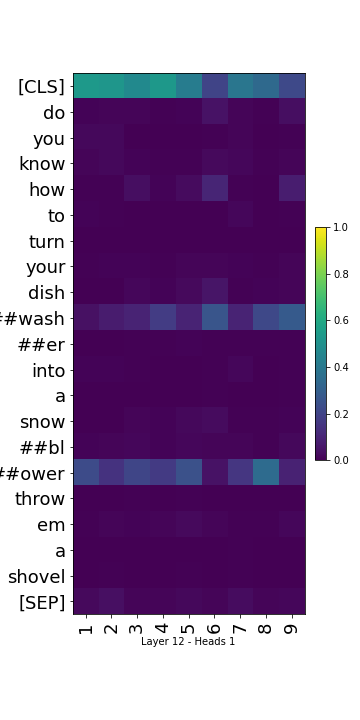 [CLS]
do
you
know
how
to
turn
your
dish
##wash
##er
into
a
snow
##bl
##ower
throw
em
a
shovel
[SEP]
1 2 3 4 5 6 7 8 9
Layer 12 - Heads 1
1.0
0.8
0.6
0.4
0.2
0.0